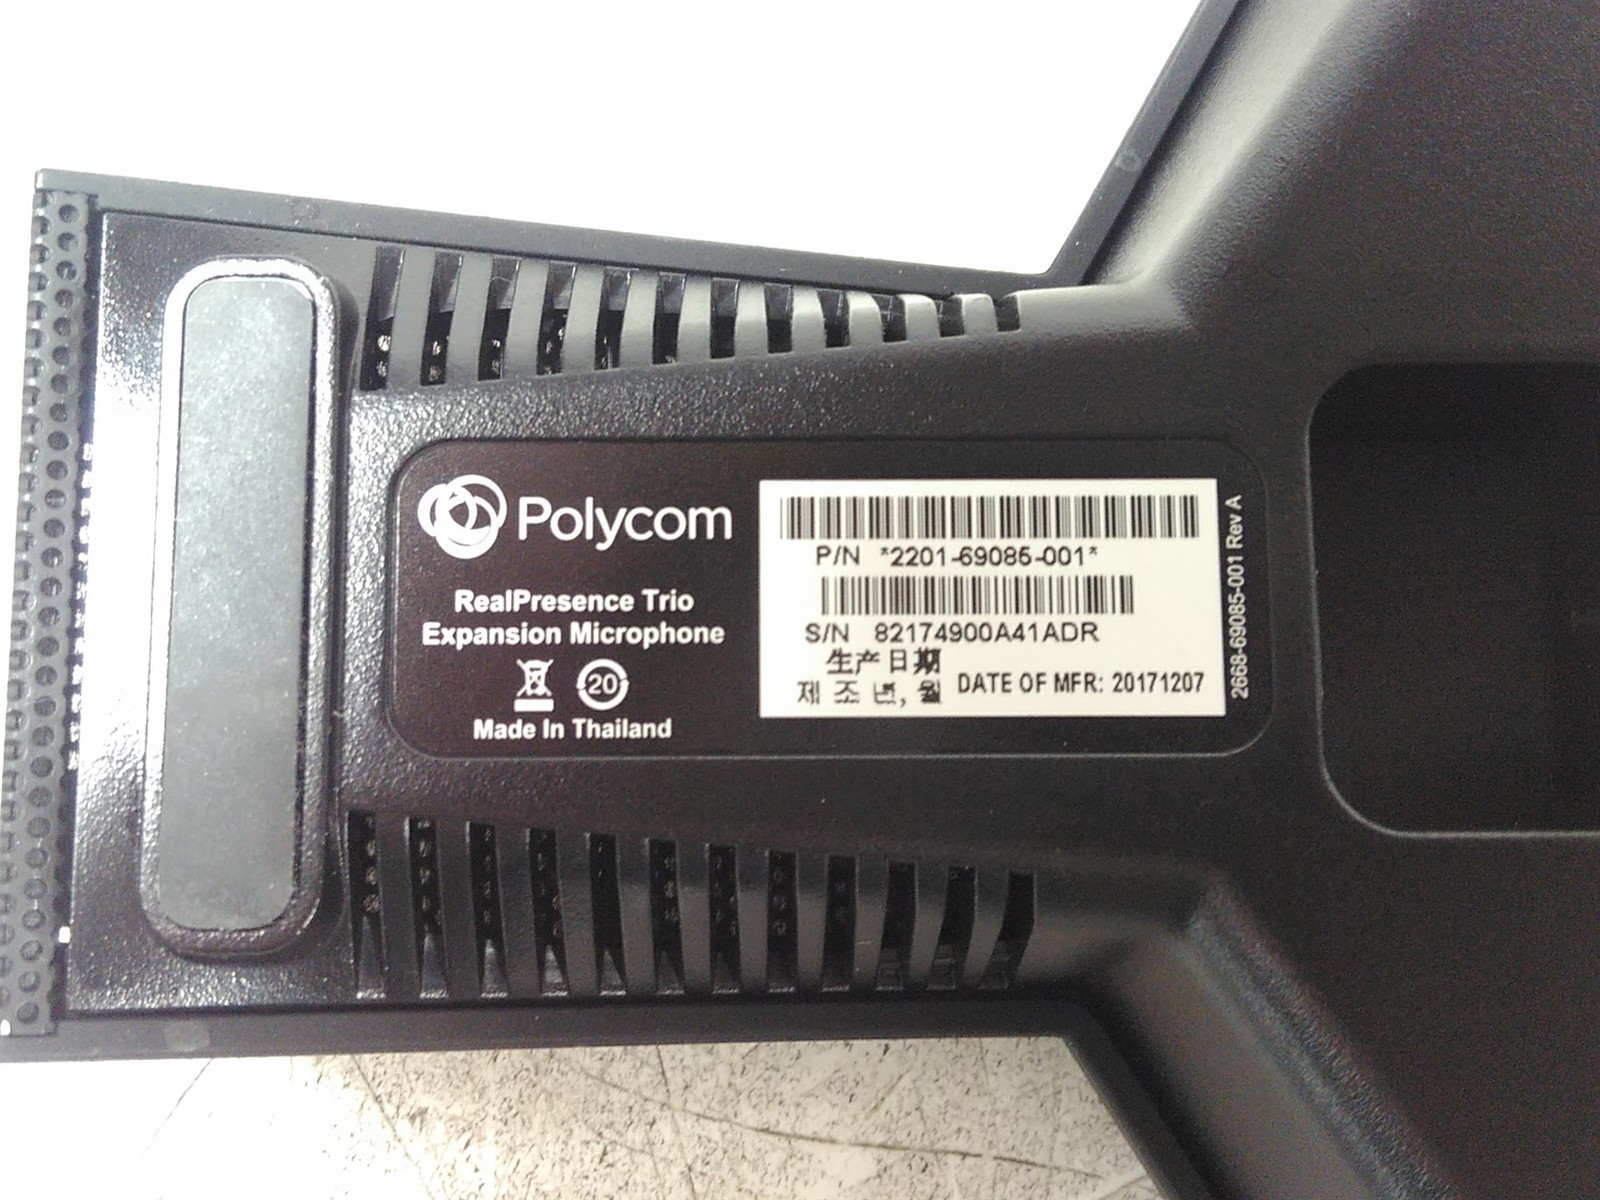 Polycom
RealPresence Trio
Expansion Microphone
20
Made In Thailand
P/N *2201-69085-001*
S/N 82174900A41ADR
生产日期
제 조 년, 월 DATE OF MFR: 20171207
2668-69085-001 Rev A